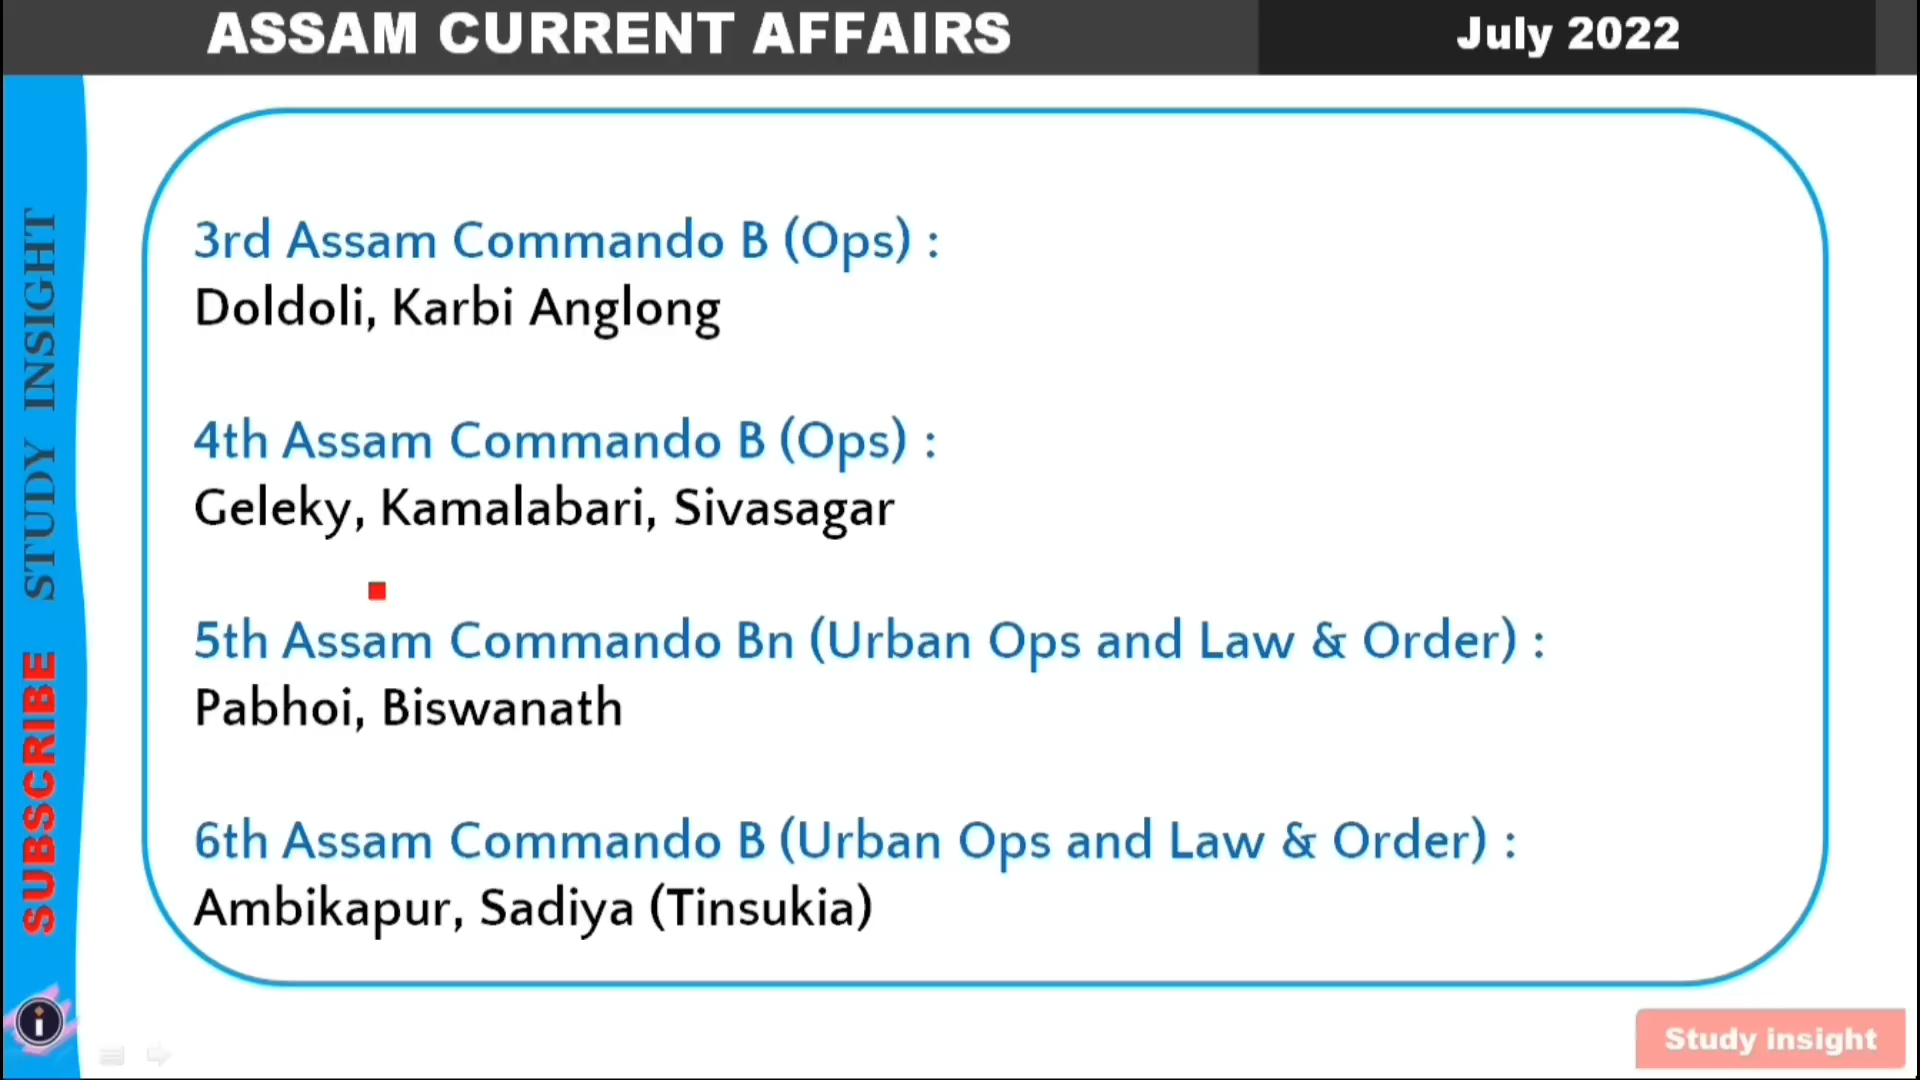 ASSAM CURRENT AFFAIRS
July 2022
3rd Assam Commando B (Ops) :
Doldoli, Karbi Anglong
4th Assam Commando B (Ops) :
Geleky, Kamalabari, Sivasagar
5th Assam Commando Bn (Urban Ops and Law & Order) :
Pabhoi, Biswanath
6th Assam Commando B (Urban Ops and Law & Order) :
Ambikapur, Sadiya (Tinsukia)
SUBSCRIBE STUDY INSIGHT
i
Study insight